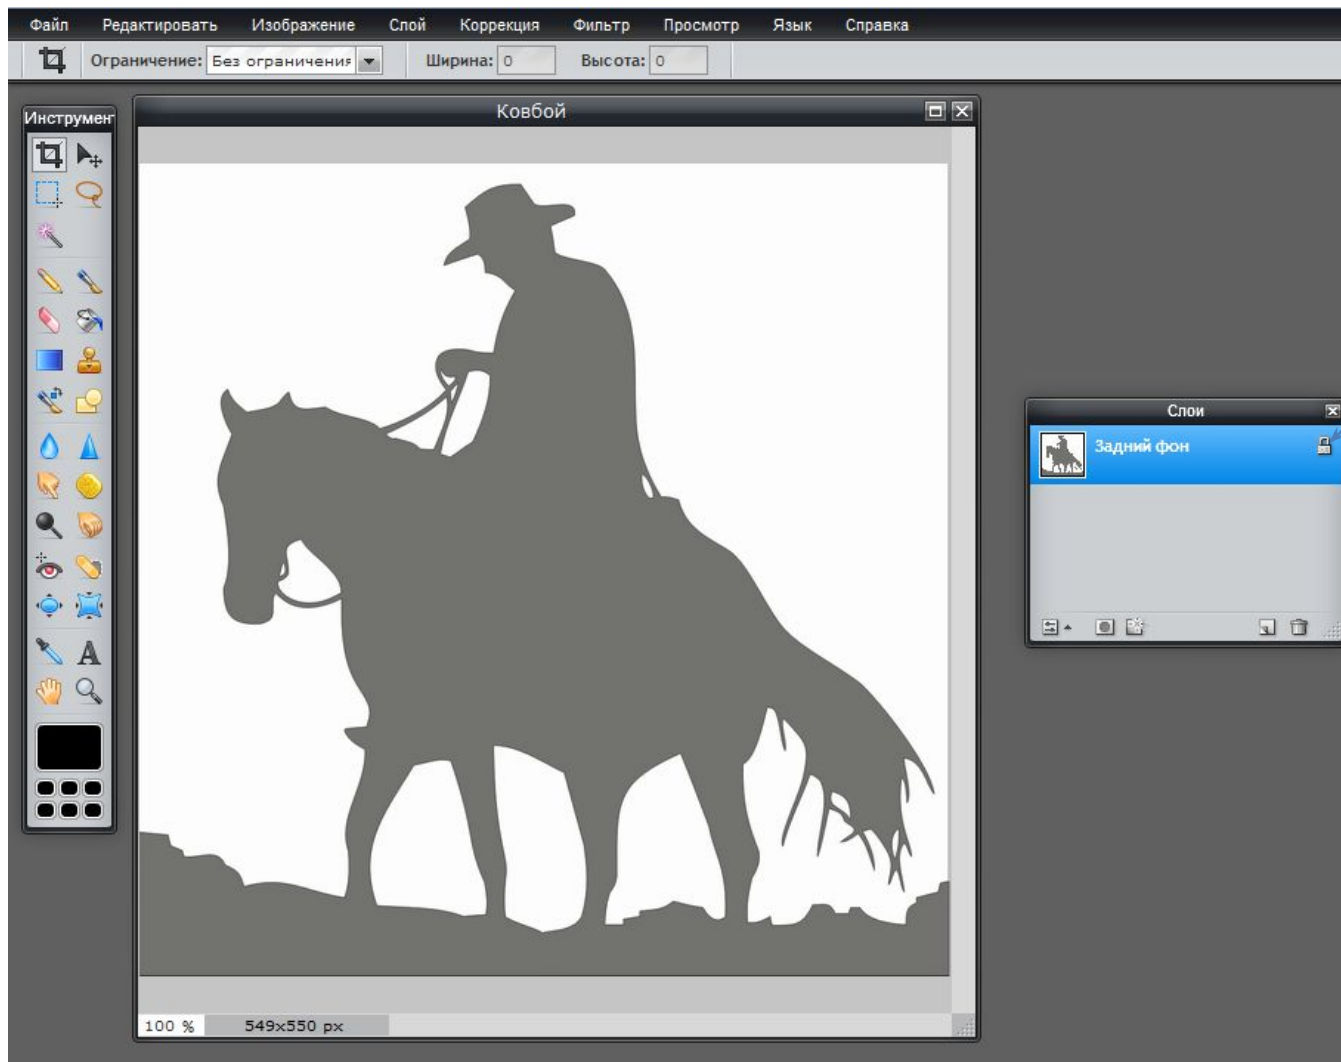 Файл Редактировать Изображение Слой Коррекция Фильтр Просмотр Язык Справка
Ограничение: Без ограничения Ширина: 0 Высота: 0
Инструмен
Ковбой
Слои
Задний фон
100 % 549x550 px